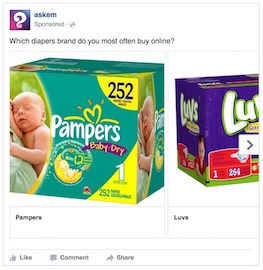 askem
Sponsored
Which diapers brand do you most often buy online?
252
Pampers
Baby-Dry
12
1
252
Luvs
1 264
Pampers
Luvs
Like Comment Share